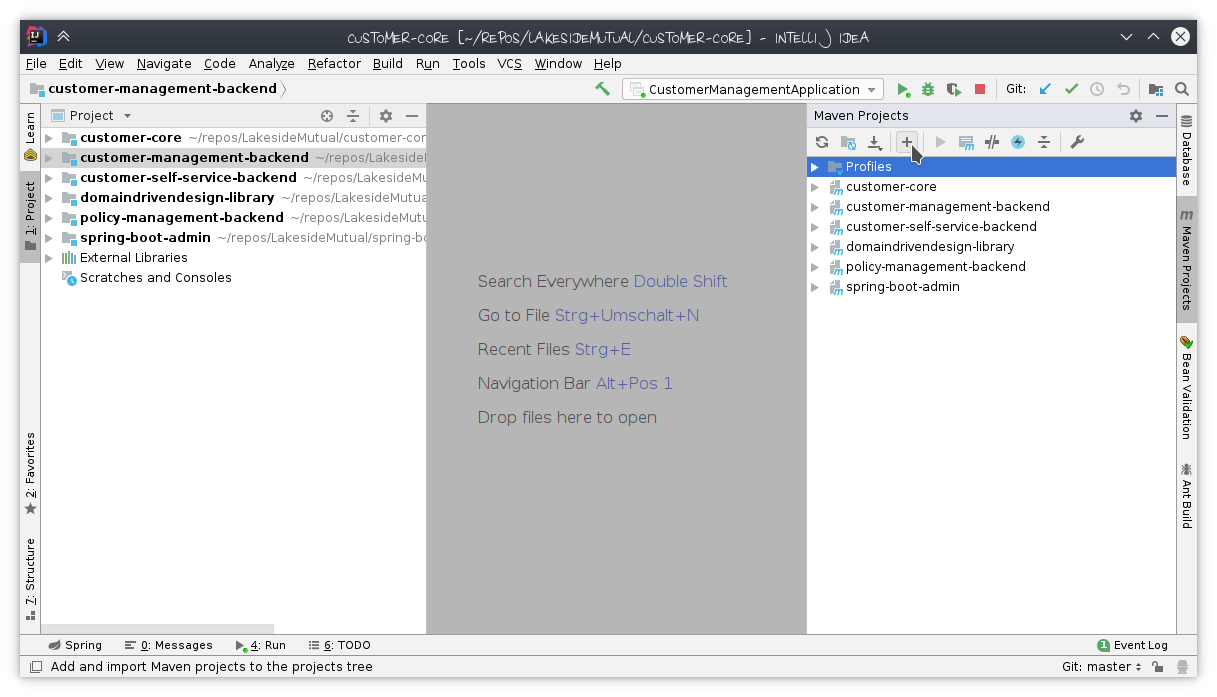 CUSTOMER-CORE [~/REPOS/LAKESIDEMUTUAL/CUSTOMER-CORE] - INTELLIJ IDEA
File Edit View Navigate Code Analyze Refactor Build Run Tools VCS Window Help
customer-management-backend
CustomerManagementApplication
Git:
Learn
1: Project
2: Favorites
7: Structure
Project
customer-core ~/repos/LakesideMutual/customer-cor
customer-management-backend ~/repos/Lakeside
customer-self-service-backend ~/repos/LakesideMu
domaindrivendesign-library ~/repos/LakesideMutua
policy-management-backend ~/repos/LakesideMutu
spring-boot-admin ~/repos/LakesideMutual/spring-bo
External Libraries
Scratches and Consoles
Search Everywhere Double Shift
Go to File Strg+Umschalt+N
Recent Files Strg+E
Navigation Bar Alt+Pos 1
Drop files here to open
Maven Projects
Profiles
customer-core
customer-management-backend
customer-self-service-backend
domaindrivendesign-library
policy-management-backend
spring-boot-admin
Database
m Maven Projects
Bean Validation
Ant Build
Spring 0: Messages 4: Run 6: TODO
1 Event Log
Add and import Maven projects to the projects tree
Git: master